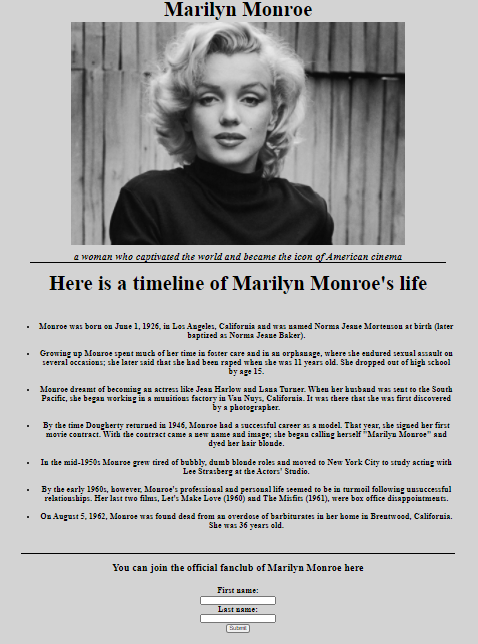 Marilyn Monroe
a woman who captivated the world and became the icon of American cinema
Here is a timeline of Marilyn Monroe's life
• Monroe was born on June 1, 1926, in Los Angeles, California and was named Norma Jeane Mortenson at birth (later
baptized as Norma Jeane Baker).
• Growing up Monroe spent much of her time in foster care and in an orphanage, where she endured sexual assault on
several occasions; she later said that she had been raped when she was 11 years old. She dropped out of high school
by age 15.
• Monroe dreamt of becoming an actress like Jean Harlow and Lana Turner. When her husband was sent to the South
Pacific, she began working in a munitions factory in Van Nuys, California. It was there that she was first discovered
by a photographer.
• By the time Dougherty returned in 1946, Monroe had a successful career as a model. That year, she signed her first
movie contract. With the contract came a new name and image; she began calling herself "Marilyn Monroe" and
dyed her hair blonde.
• In the mid-1950s Monroe grew tired of bubbly, dumb blonde roles and moved to New York City to study acting with
Lee Strasberg at the Actors' Studio.
• By the early 1960s, however, Monroe's professional and personal life seemed to be in turmoil following unsuccessful
relationships. Her last two films, Let's Make Love (1960) and The Misfits (1961), were box office disappointments.
• On August 5, 1962, Monroe was found dead from an overdose of barbiturates in her home in Brentwood, California.
She was 36 years old.
You can join the official fanclub of Marilyn Monroe here
First name:
Last name:
Submit